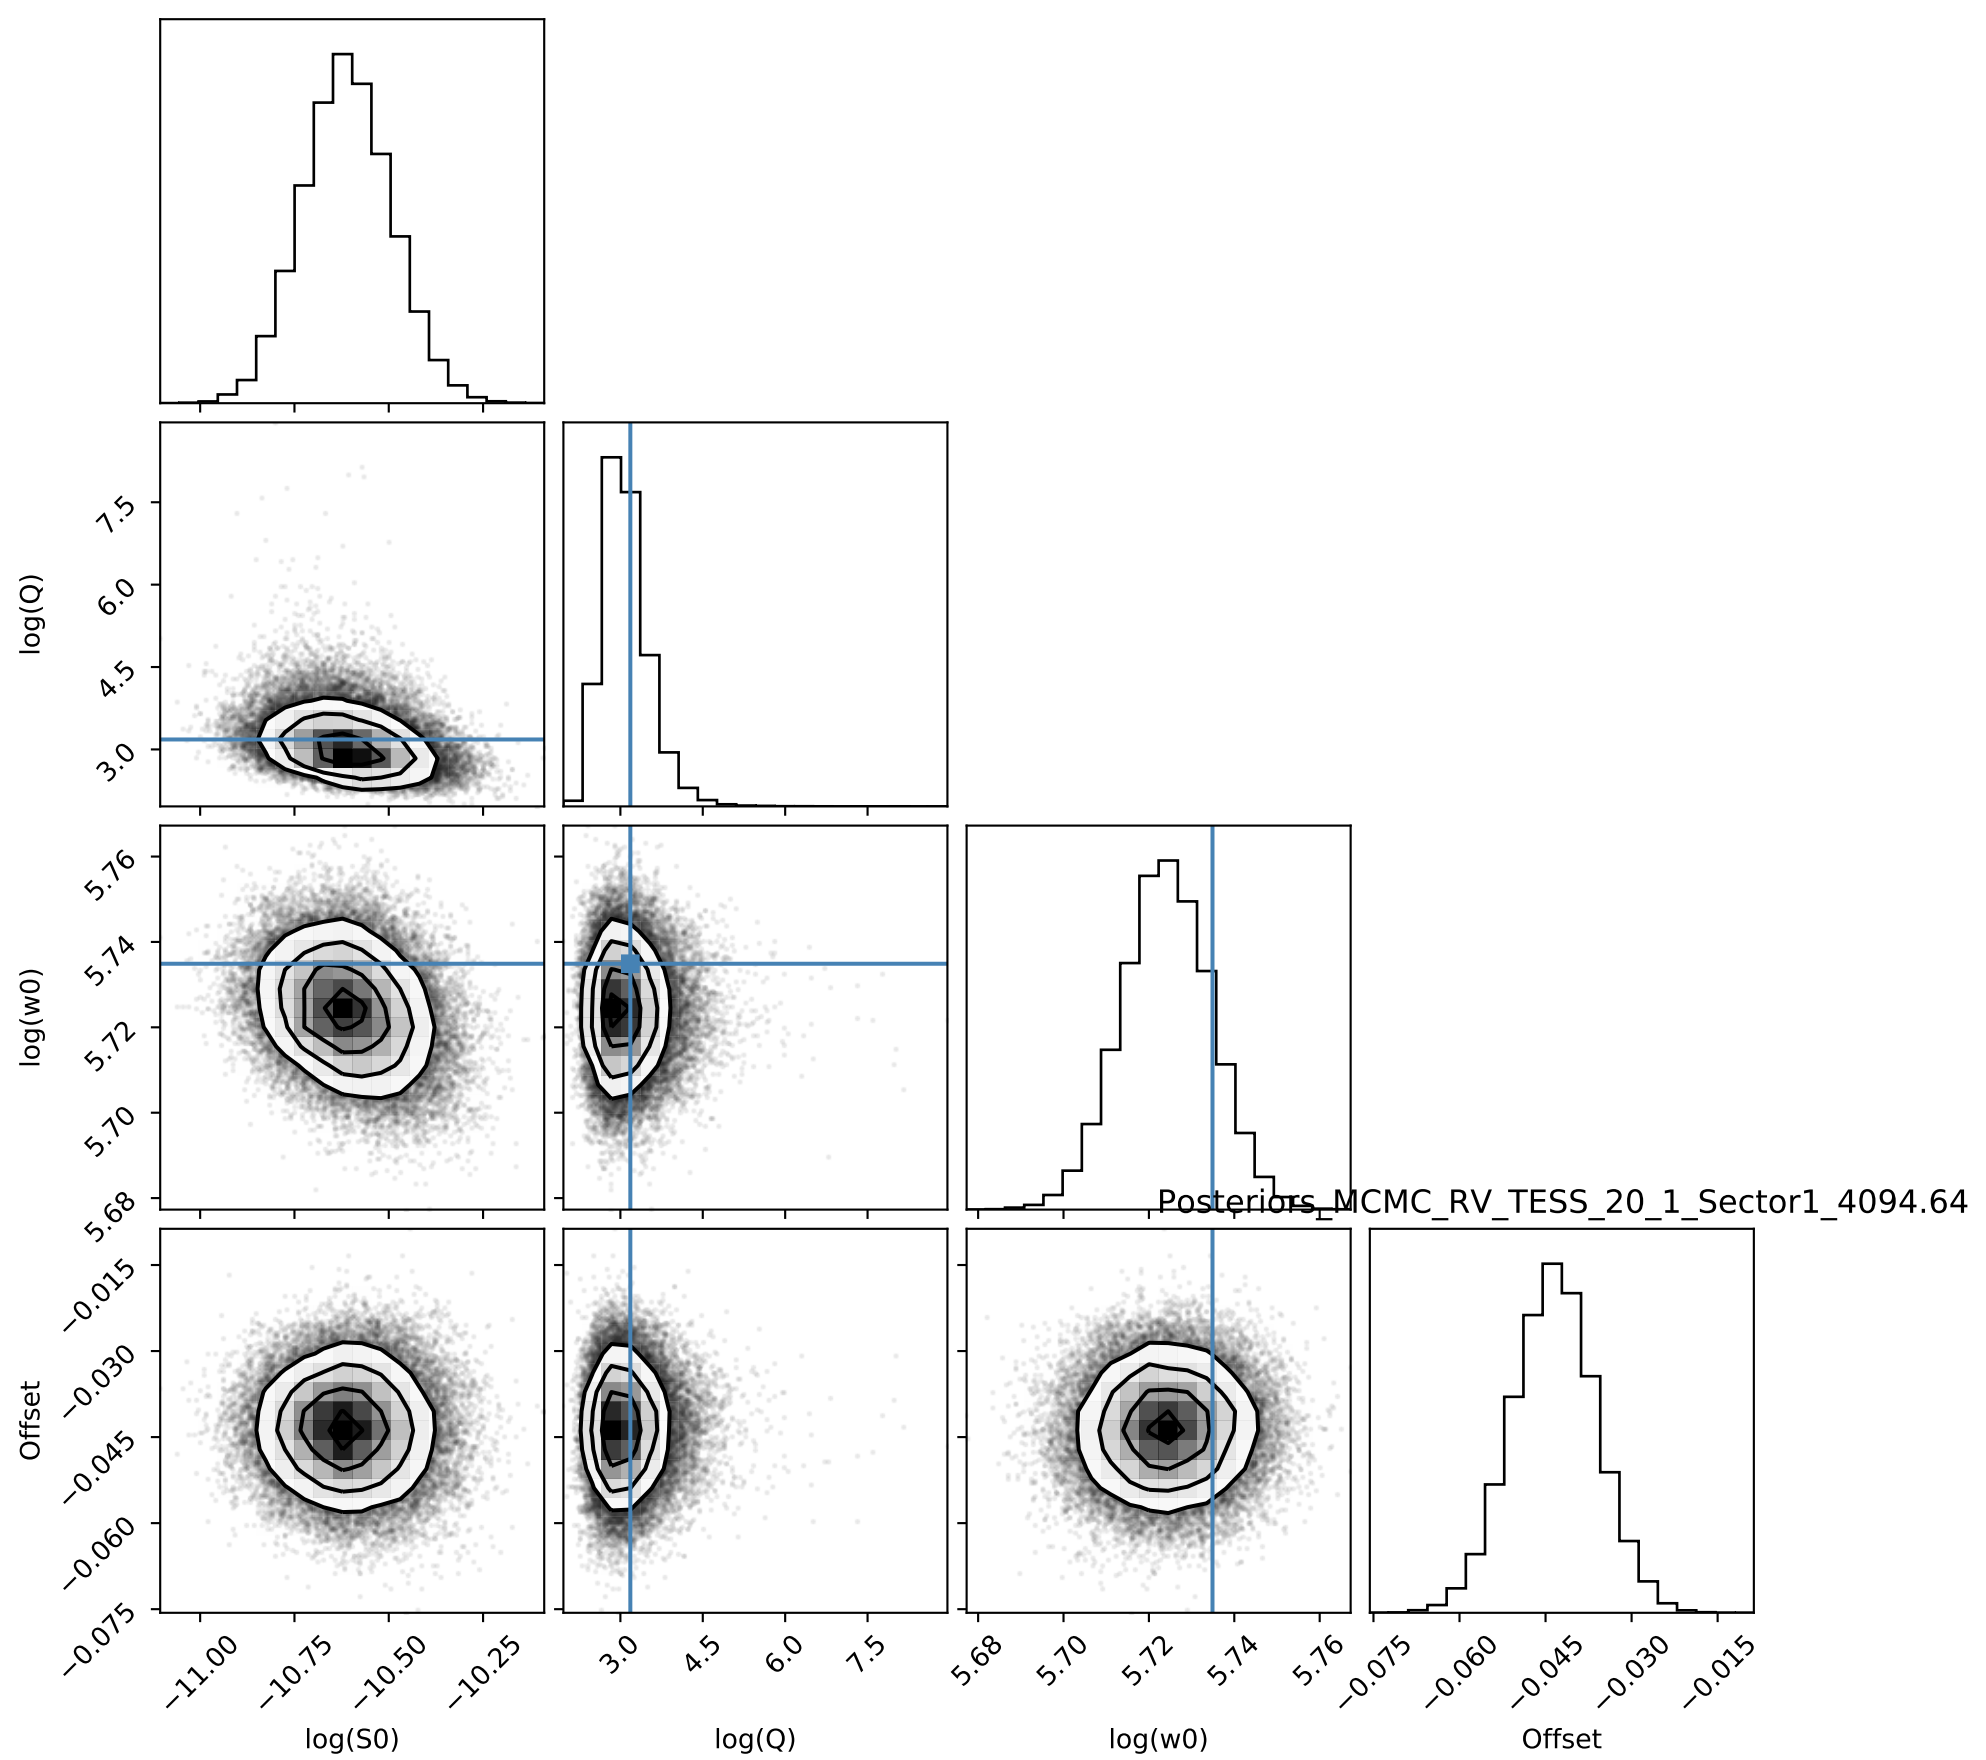 7.5
6.0
4.5
3.0
log(Q)
5.76
5.74
5.72
5.70
5.68
log(w0)
Posteriors_MCMC_RV_TESS_20_1_Sector1_4094.64
−0.015
−0.030
−0.045
−0.060
−0.075
Offset
−11.00 −10.75 −10.50 −10.25
log(S0)
3.0 4.5 6.0 7.5
log(Q)
5.68 5.70 5.72 5.74 5.76
log(w0)
−0.075 −0.060 −0.045 −0.030 −0.015
Offset